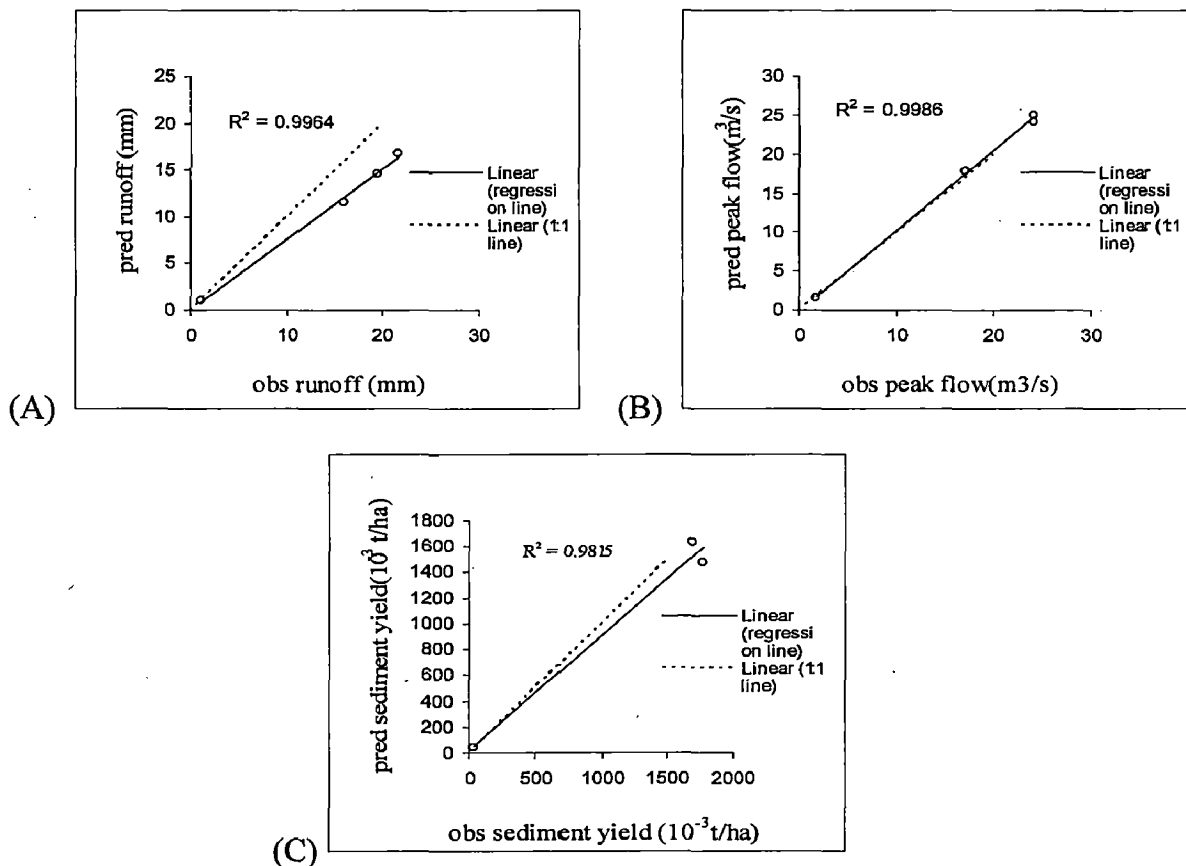 25
20
15
10
5
0
pred runoff (mm)
R² = 0.9964
Linear
(regressi
on line)
Linear (1:1
line)
0 10 20 30
obs runoff (mm)
(A)
30
25
20
15
10
5
0
pred peak flow(m³/s)
R² = 0.9986
Linear
(regressi
on line)
Linear (1:1
line)
0 10 20 30
obs peak flow(m3/s)
(B)
1800
1600
1400
1200
1000
800
600
400
200
0
pred sediment yield(10³ t/ha)
R² = 0.9815
Linear
(regressi
on line)
Linear (1:1
line)
0 500 1000 1500 2000
obs sediment yield (10⁻³t/ha)
(C)